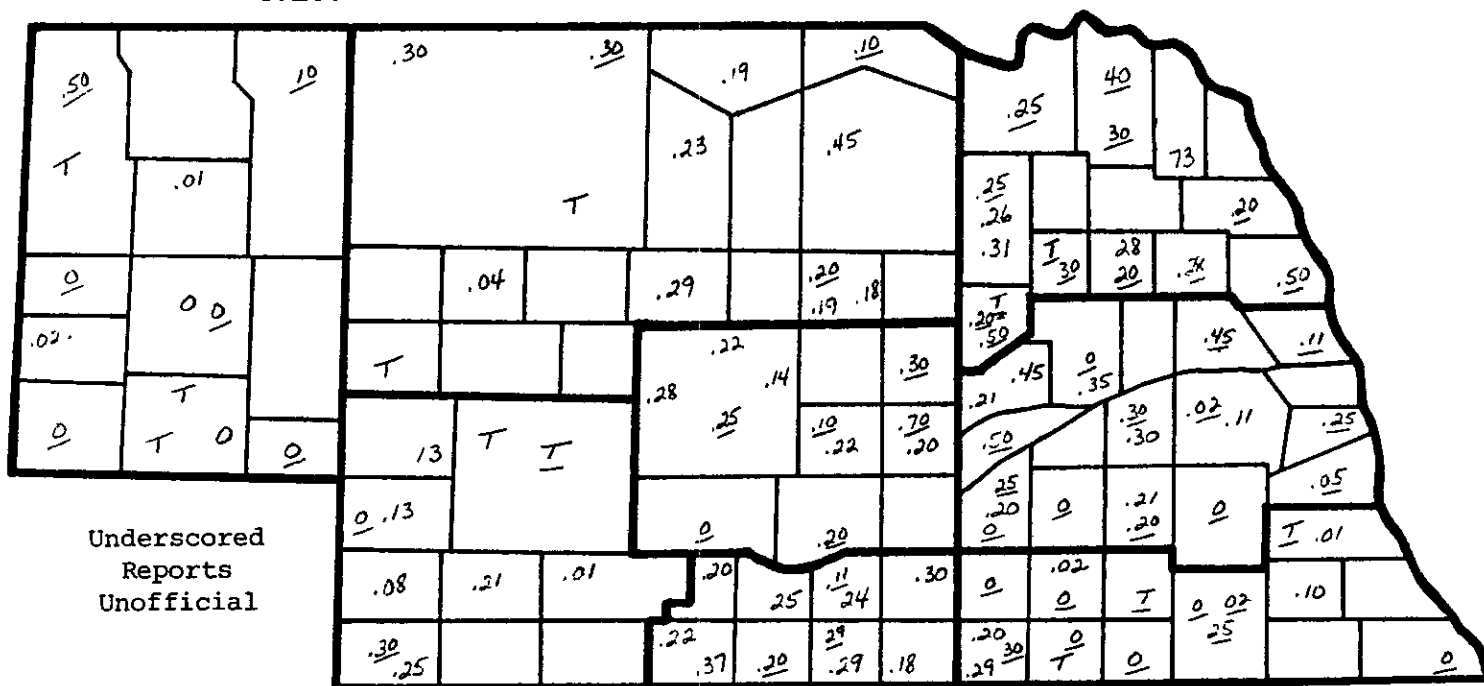 .30 .30 .19 .10
.50 .10 40
.25
.23 .45 30
73
T .01 .25
T .26 .20
.31 T 28
30 20
0 .04 .29 .20 .50
0 0 .19 .18 T
.20*
.50
.02. .22 .45 .11
T .28 .14 .30 .45 0
.21 .35
T .25 .10 .70 .30 .02 .11 .25
0 T 0 0 13 T T .22 .20 .50 .30
.05
25 .21
0 .13 0 .20 .20 0 .20 0
0
T .01
Underscored
Reports
Unofficial
.08 .21 .01 .20 25 .11 .30 0 .02 T 0 02 .10
24 0 25
.30 .22 29 .20 30 0
.25 .37 .20 .29 .18 .29 T 0 0